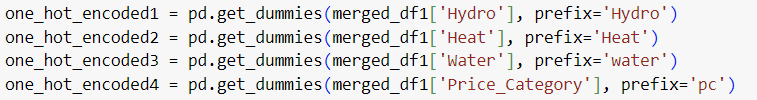 one_hot_encoded1 = pd.get_dummies(merged_df1['Hydro'], prefix='Hydro')
one_hot_encoded2 = pd.get_dummies(merged_df1['Heat'], prefix='Heat')
one_hot_encoded3 = pd.get_dummies(merged_df1['Water'], prefix='water')
one_hot_encoded4 = pd.get_dummies(merged_df1['Price_Category'], prefix='pc')